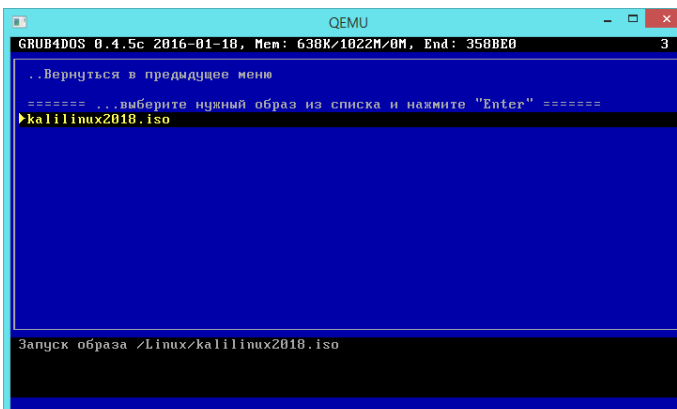 QEMU
GRUB4DOS 0.4.5c 2016-01-18, Mem: 638K/1022M/0M, End: 358BE0 3
..Вернуться в предыдущее меню
======= ...выберите нужный образ из списка и нажмите "Enter" =======
kalilinux2018.iso
Запуск образа /Linux/kalilinux2018.iso